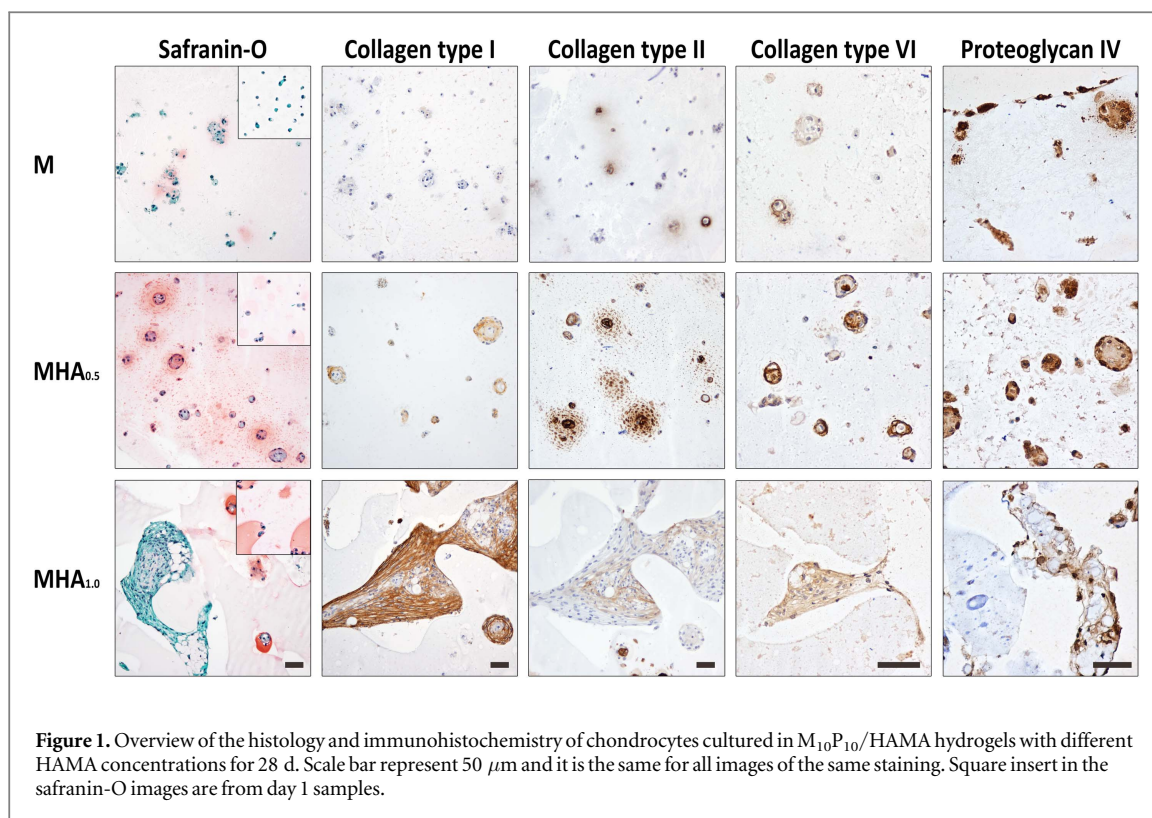 Safranin-O Collagen type I Collagen type II Collagen type VI Proteoglycan IV
M
MHA0.5
MHA1.0
Figure 1. Overview of the histology and immunohistochemistry of chondrocytes cultured in M10P10/HAMA hydrogels with different
HAMA concentrations for 28 d. Scale bar represent 50 μm and it is the same for all images of the same staining. Square insert in the
safranin-O images are from day 1 samples.